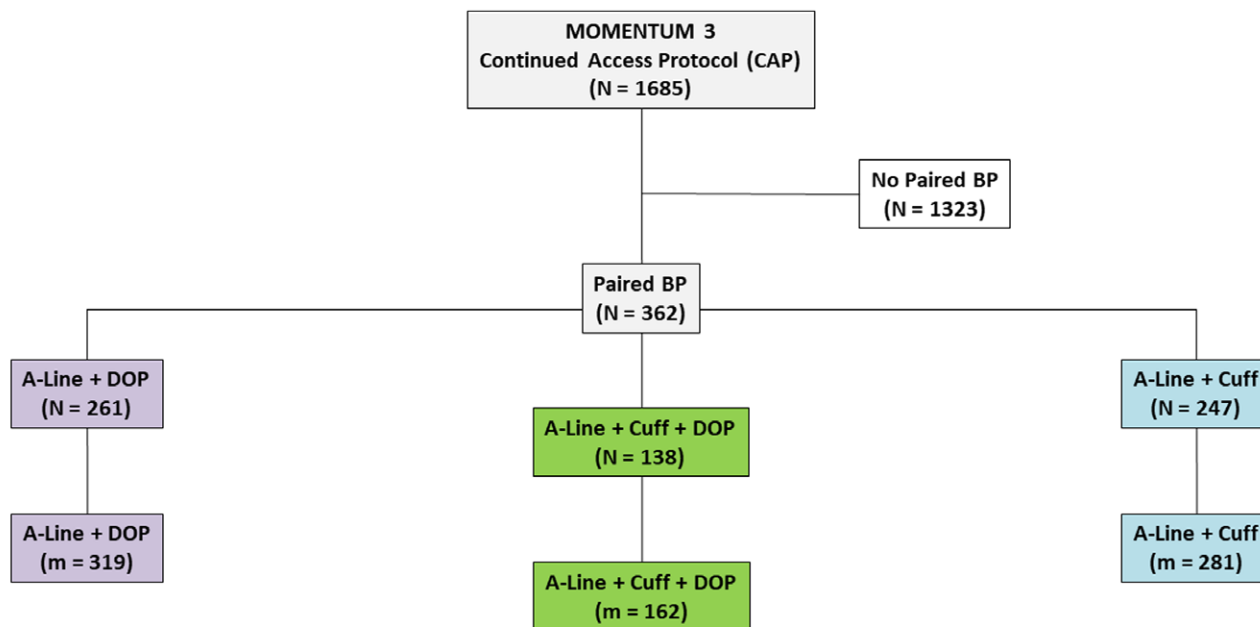 MOMENTUM 3
Continued Access Protocol (CAP)
(N = 1685)
No Paired BP
(N = 1323)
Paired BP
(N = 362)
A-Line + DOP
(N = 261)
A-Line + Cuff + DOP
(N = 138)
A-Line + Cuff
(N = 247)
A-Line + DOP
(m = 319)
A-Line + Cuff + DOP
(m = 162)
A-Line + Cuff
(m = 281)